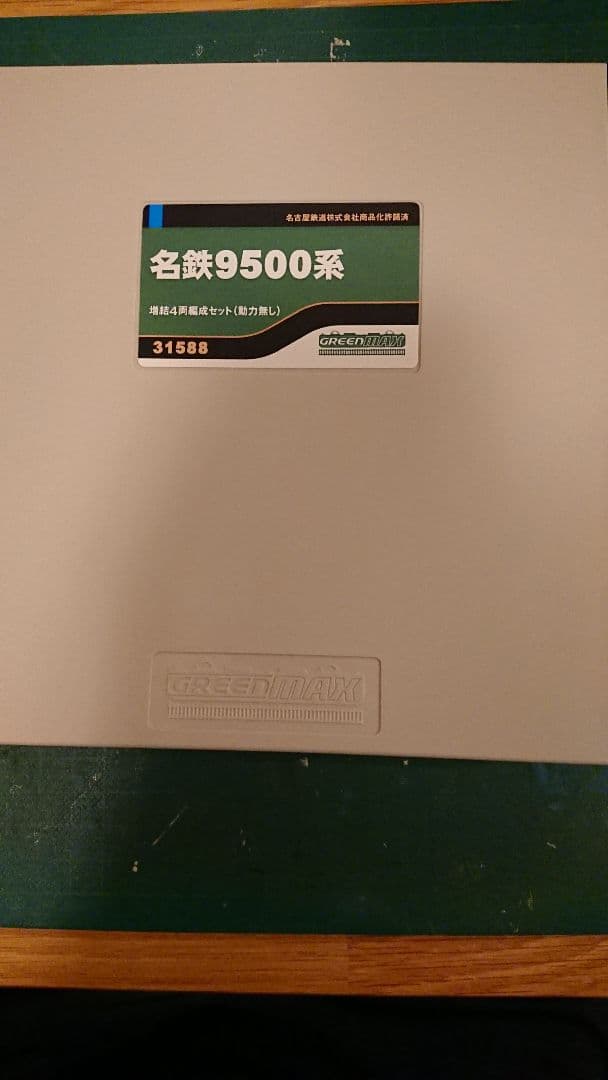 名古屋鉄道株式会社商品化許諾済
名鉄9500系
増結4両編成セット(動力無し)
31588
GREENMAX
GREENMAX